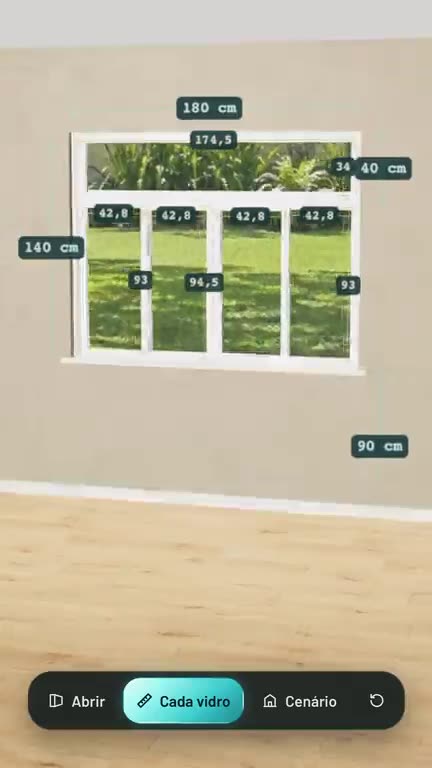 180 cm
174,5
34
40 cm
42,8
42,8
42,8
42,8
140 cm
93
94,5
93
90 cm
Abrir
Cada vidro
Cenário